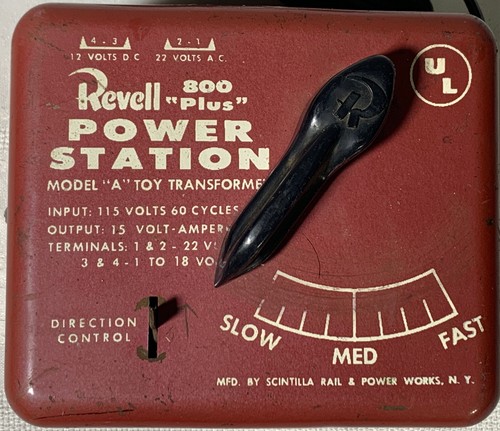 4 - 3 2 - 1
12 VOLTS D C 22 VOLTS A.C.
Revell 800
"Plus"
POWER
STATION
MODEL "A" TOY TRANSFORME
INPUT: 115 VOLTS 60 CYCLES
OUTPUT: 15 VOLT-AMPER
TERMINALS: 1 & 2 - 22 V
3 & 4 - 1 TO 18 VO
UL
R
DIRECTION
CONTROL
SLOW MED FAST
MFD. BY SCINTILLA RAIL & POWER WORKS, N. Y.